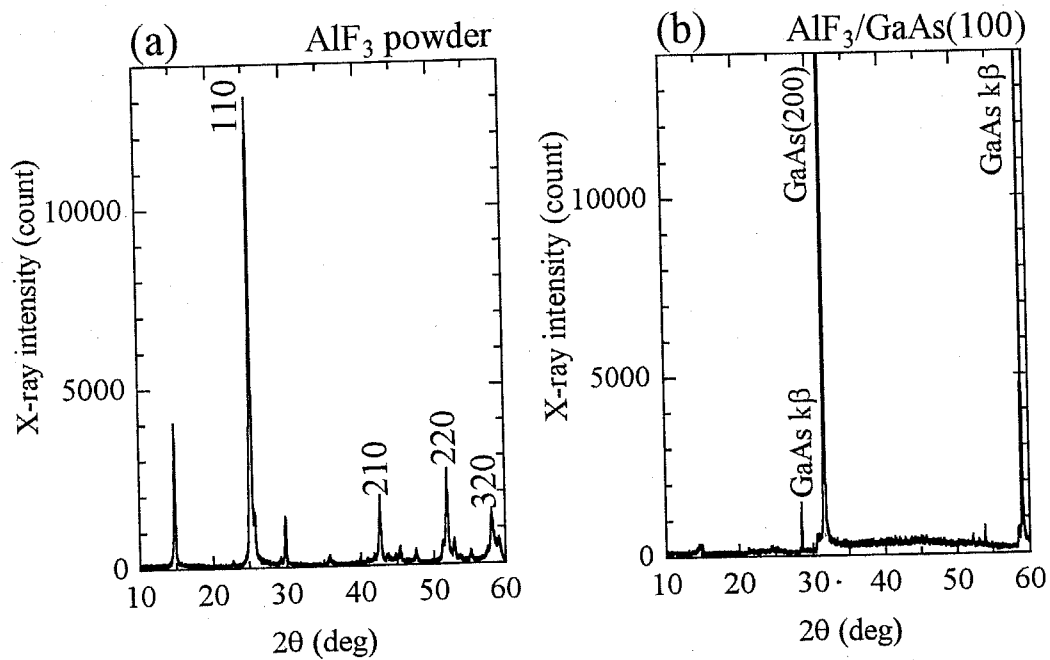 (a) AlF₃ powder
110
210
220
320
X-ray intensity (count)
10000
5000
0
10 20 30 40 50 60
2θ (deg)
(b) AlF₃/GaAs(100)
GaAs(200)
GaAs kβ
GaAs kβ
X-ray intensity (count)
10000
5000
0
10 20 30 40 50 60
2θ (deg)